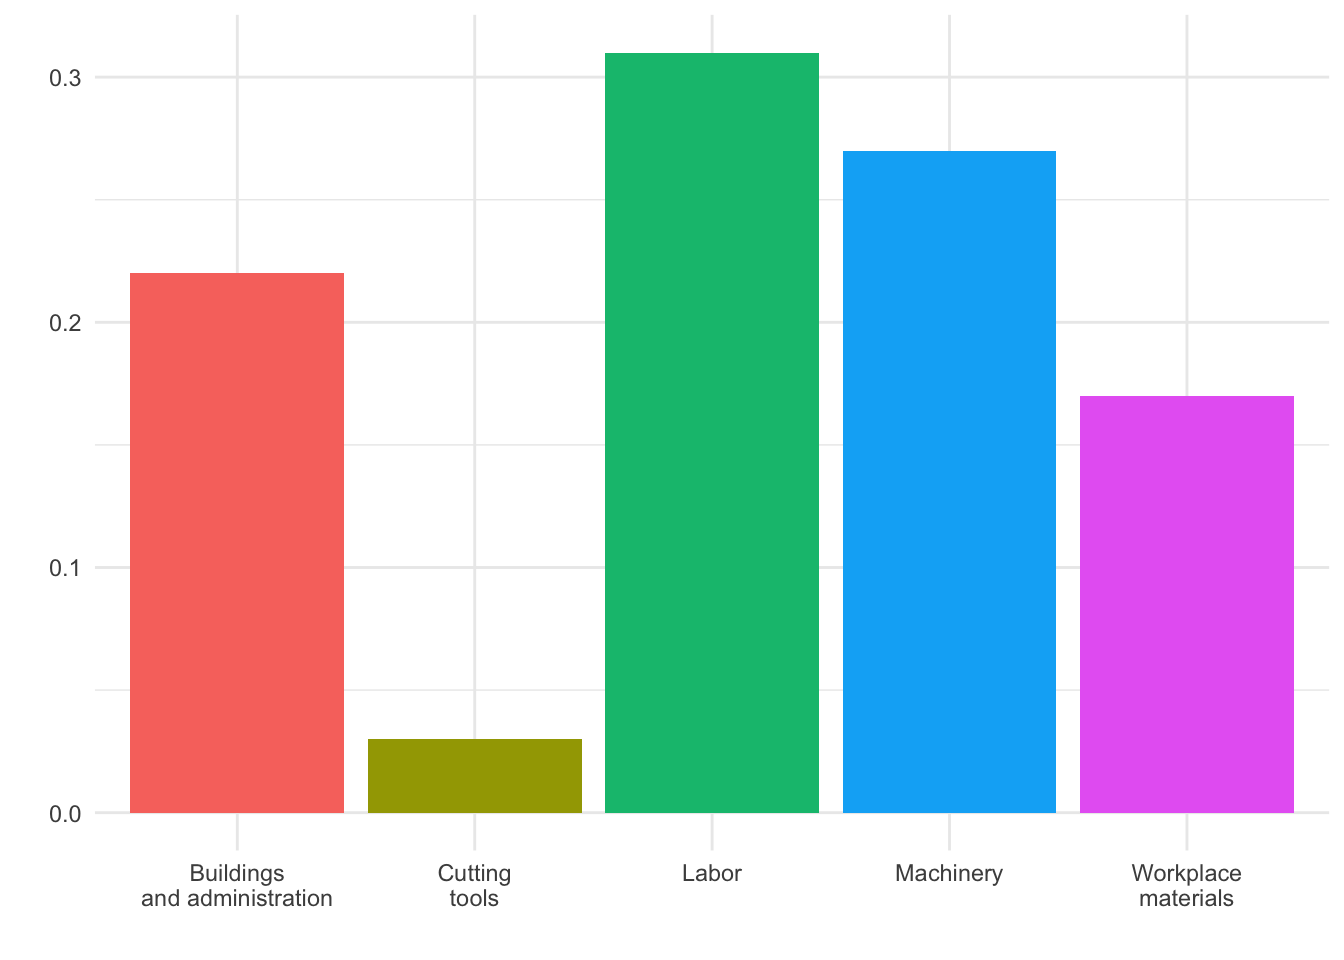 0.3
0.2
0.1
0.0
Buildings
and administration
Cutting
tools
Labor
Machinery
Workplace
materials